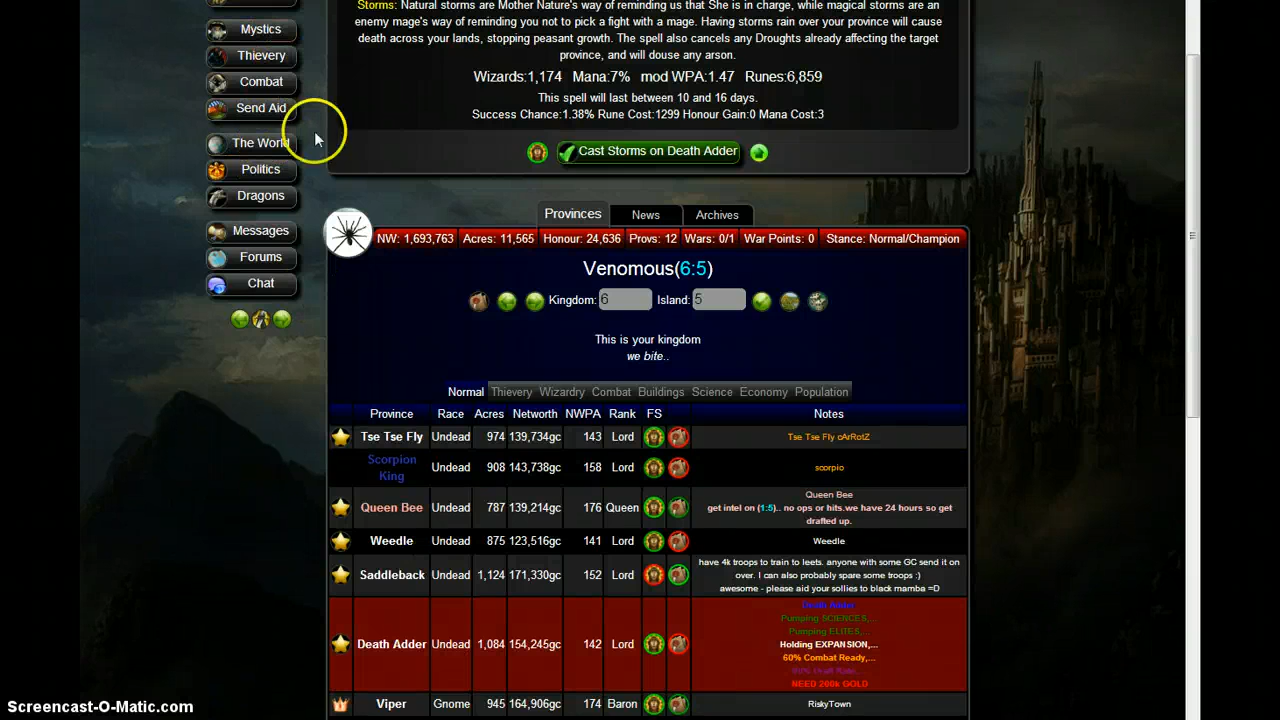 Mystics
Thievery
Combat
Send Aid
The World
Politics
Dragons
Messages
Forums
Chat
Storms: Natural storms are Mother Nature's way of reminding us that She is in charge, while magical storms are an
enemy mage's way of reminding you not to pick a fight with a mage. Having storms rain over your province will cause
death across your lands, stopping peasant growth. The spell also cancels any Droughts already affecting the target
province, and will douse any arson.
Wizards:1,174 Mana:7% mod WPA:1.47 Runes:6,859
This spell will last between 10 and 16 days.
Success Chance:1.38% Rune Cost:1299 Honour Gain:0 Mana Cost:3
Cast Storms on Death Adder
Provinces News Archives
NW: 1,693,763 Acres: 11,565 Honour: 24,636 Provs: 12 Wars: 0/1 War Points: 0 Stance: Normal/Champion
Venomous(6:5)
Kingdom: 6 Island: 5
This is your kingdom
we bite..
Normal Thievery Wizardry Combat Buildings Science Economy Population
Province Race Acres Networth NWPA Rank FS Notes
Tse Tse Fly Undead 974 139,734gc 143 Lord Tse Tse Fly cArRotZ
Scorpion
King Undead 908 143,738gc 158 Lord scorpio
Queen Bee Undead 787 139,214gc 176 Queen Queen Bee
get intel on (1:5).. no ops or hits.we have 24 hours so get
drafted up.
Weedle Undead 875 123,516gc 141 Lord Weedle
Saddleback Undead 1,124 171,330gc 152 Lord have 4k troops to train to leets. anyone with some GC send it on
over. I can also probably spare some troops :)
awesome - please aid your sollies to black mamba =D
Death Adder Undead 1,084 154,245gc 142 Lord Death Adder
Pumping SCIENCES,...
Pumping ELITES,...
Holding EXPANSION,...
60% Combat Ready,...
Draft Rate...
NEED 200k GOLD
Viper Gnome 945 164,906gc 174 Baron RiskyTown
Screencast-O-Matic.com